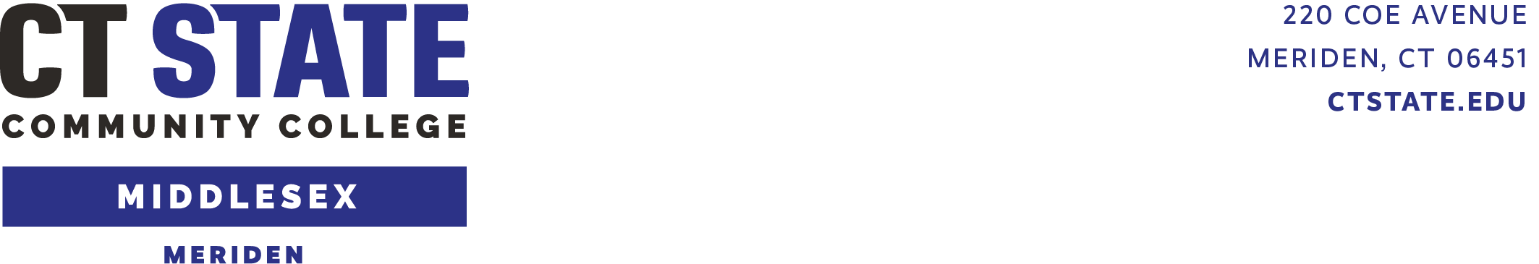 CT STATE
COMMUNITY COLLEGE
MIDDLESEX
MERIDEN
220 COE AVENUE
MERIDEN, CT 06451
CTSTATE.EDU